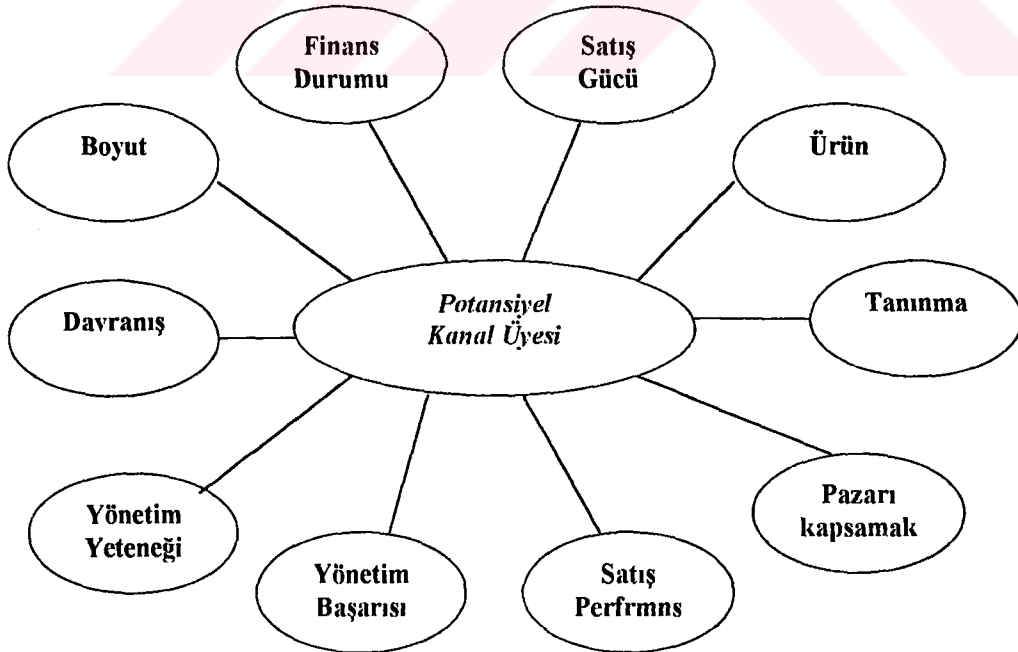 Finans
Durumu
Satış
Gücü
Boyut
Ürün
Davranış
Potansiyel
Kanal Üyesi
Tanınma
Yönetim
Yeteneği
Yönetim
Başarısı
Satış
Perfrmns
Pazarı
kapsamak